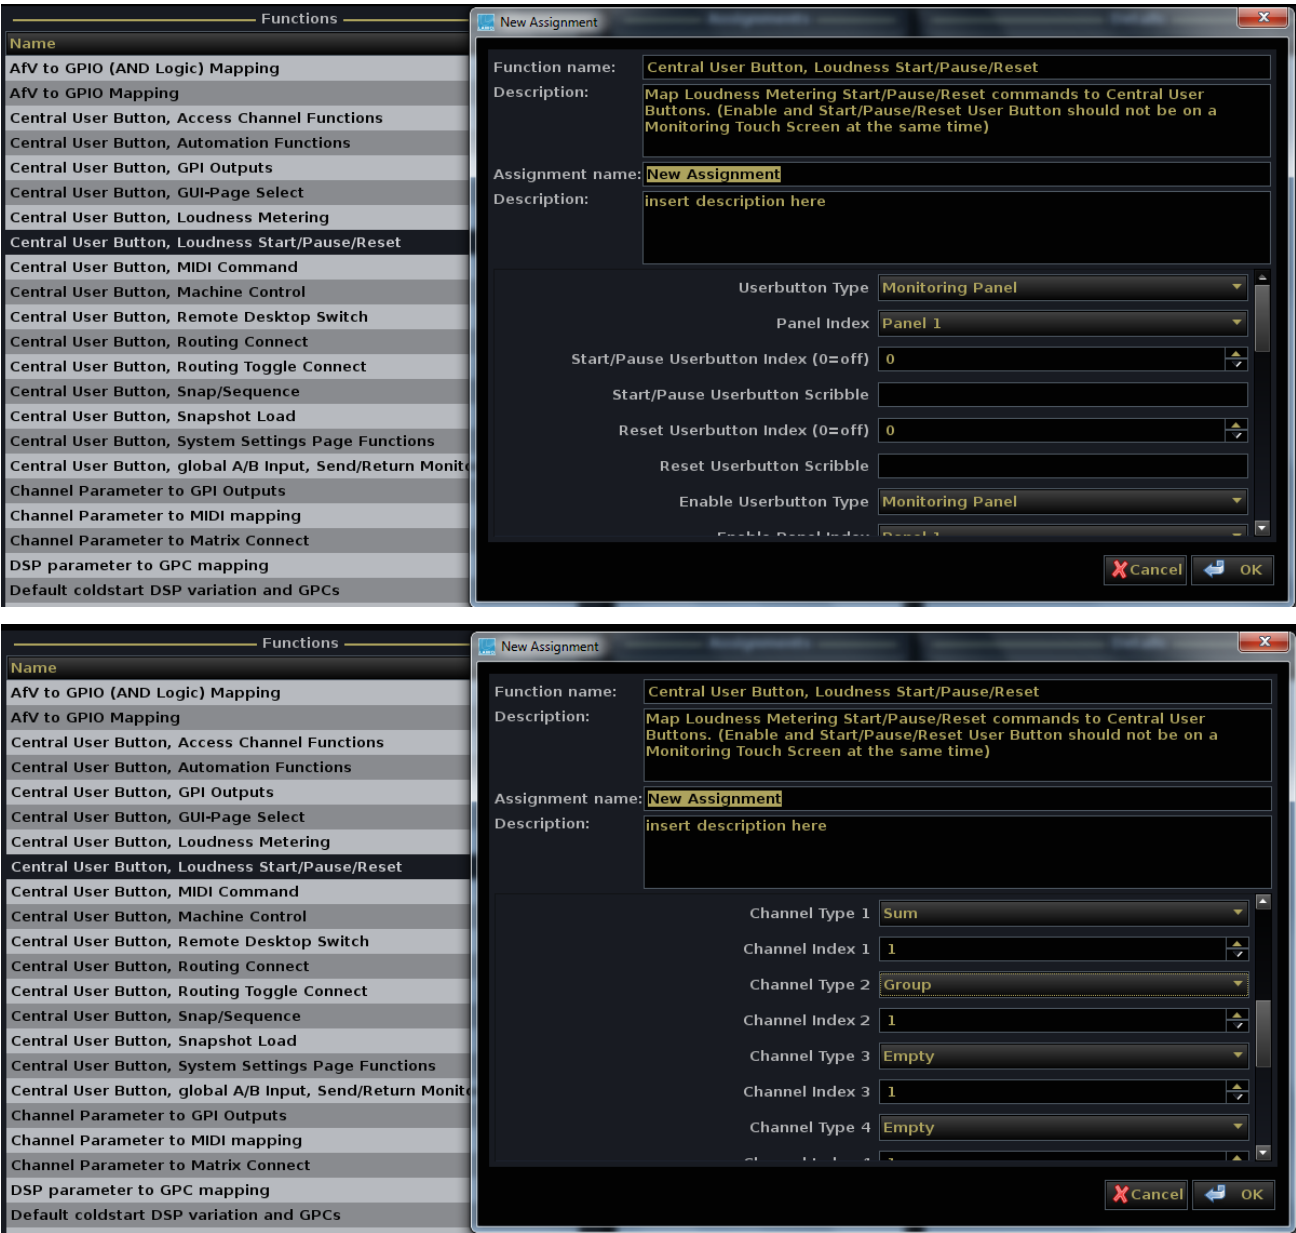 Functions
Name
AfV to GPIO (AND Logic) Mapping
AfV to GPIO Mapping
Central User Button, Access Channel Functions
Central User Button, Automation Functions
Central User Button, GPI Outputs
Central User Button, GUI-Page Select
Central User Button, Loudness Metering
Central User Button, Loudness Start/Pause/Reset
Central User Button, MIDI Command
Central User Button, Machine Control
Central User Button, Remote Desktop Switch
Central User Button, Routing Connect
Central User Button, Routing Toggle Connect
Central User Button, Snap/Sequence
Central User Button, Snapshot Load
Central User Button, System Settings Page Functions
Central User Button, global A/B Input, Send/Return Monito
Channel Parameter to GPI Outputs
Channel Parameter to MIDI mapping
Channel Parameter to Matrix Connect
DSP parameter to GPC mapping
Default coldstart DSP variation and GPCs
New Assignment
Function name: Central User Button, Loudness Start/Pause/Reset
Description: Map Loudness Metering Start/Pause/Reset commands to Central User
Buttons. (Enable and Start/Pause/Reset User Button should not be on a
Monitoring Touch Screen at the same time)
Assignment name: New Assignment
Description: insert description here
Userbutton Type Monitoring Panel
Panel Index Panel 1
Start/Pause Userbutton Index (0=off) 0
Start/Pause Userbutton Scribble
Reset Userbutton Index (0=off) 0
Reset Userbutton Scribble
Enable Userbutton Type Monitoring Panel
Enable Panel Index Panel 1
Cancel OK
Functions
Name
AfV to GPIO (AND Logic) Mapping
AfV to GPIO Mapping
Central User Button, Access Channel Functions
Central User Button, Automation Functions
Central User Button, GPI Outputs
Central User Button, GUI-Page Select
Central User Button, Loudness Metering
Central User Button, Loudness Start/Pause/Reset
Central User Button, MIDI Command
Central User Button, Machine Control
Central User Button, Remote Desktop Switch
Central User Button, Routing Connect
Central User Button, Routing Toggle Connect
Central User Button, Snap/Sequence
Central User Button, Snapshot Load
Central User Button, System Settings Page Functions
Central User Button, global A/B Input, Send/Return Monito
Channel Parameter to GPI Outputs
Channel Parameter to MIDI mapping
Channel Parameter to Matrix Connect
DSP parameter to GPC mapping
Default coldstart DSP variation and GPCs
New Assignment
Function name: Central User Button, Loudness Start/Pause/Reset
Description: Map Loudness Metering Start/Pause/Reset commands to Central User
Buttons. (Enable and Start/Pause/Reset User Button should not be on a
Monitoring Touch Screen at the same time)
Assignment name: New Assignment
Description: insert description here
Channel Type 1 Sum
Channel Index 1 1
Channel Type 2 Group
Channel Index 2 1
Channel Type 3 Empty
Channel Index 3 1
Channel Type 4 Empty
Cancel OK